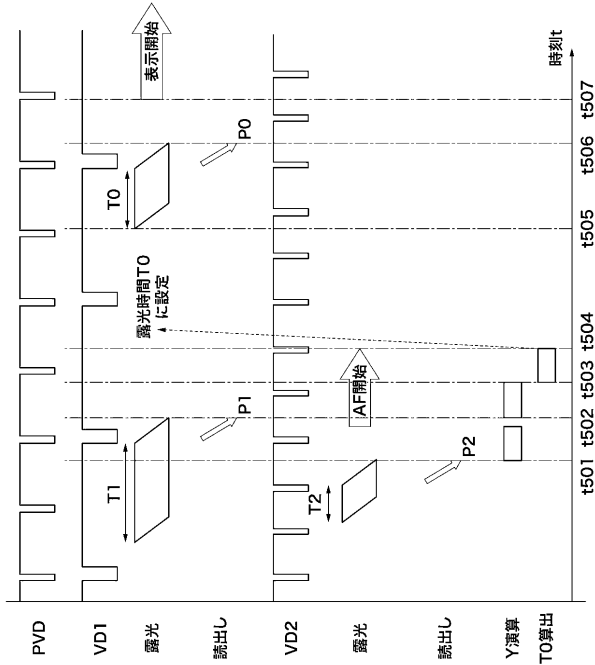 PVD
VD1
露光
読出し
VD2
露光
読出し
Y演算
T0算出
T1
P1
露光時間T0
に設定
T0
P0
表示開始
T2
P2
AF開始
t501
t502
t503
t504
t505
t506
t507
時刻t